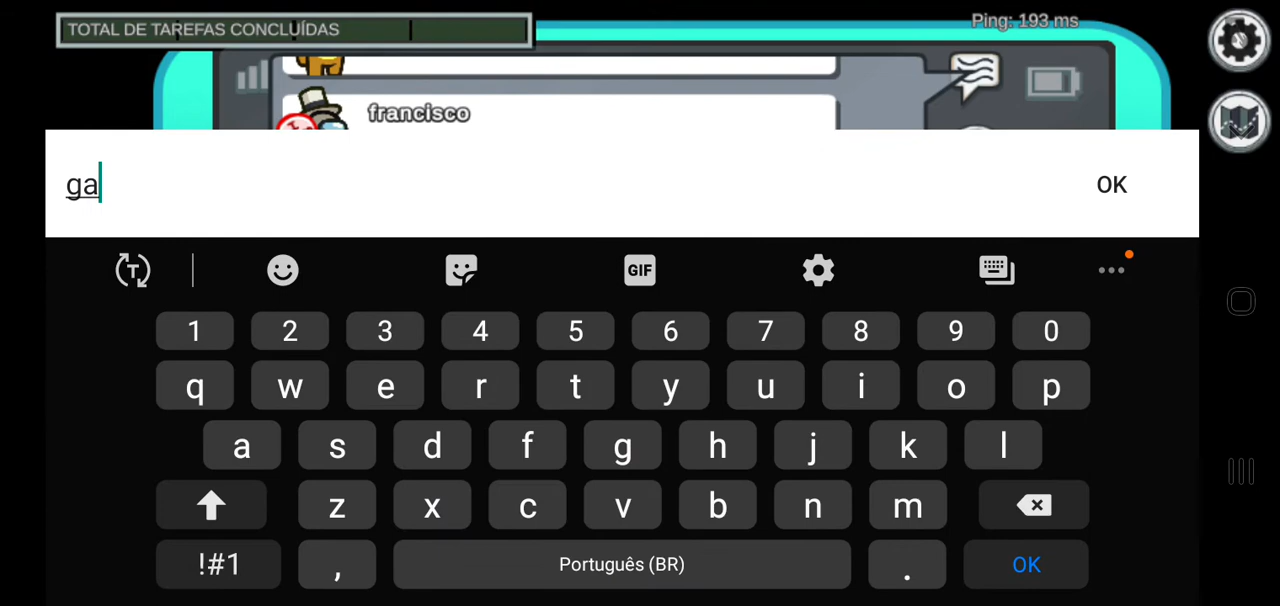 TOTAL DE TAREFAS CONCLUÍDAS
Ping: 193 ms
francisco
ga
OK
T
GIF
1 2 3 4 5 6 7 8 9 0
q w e r t y u i o p
a s d f g h j k l
z x c v b n m
!#1 , Português (BR) . OK